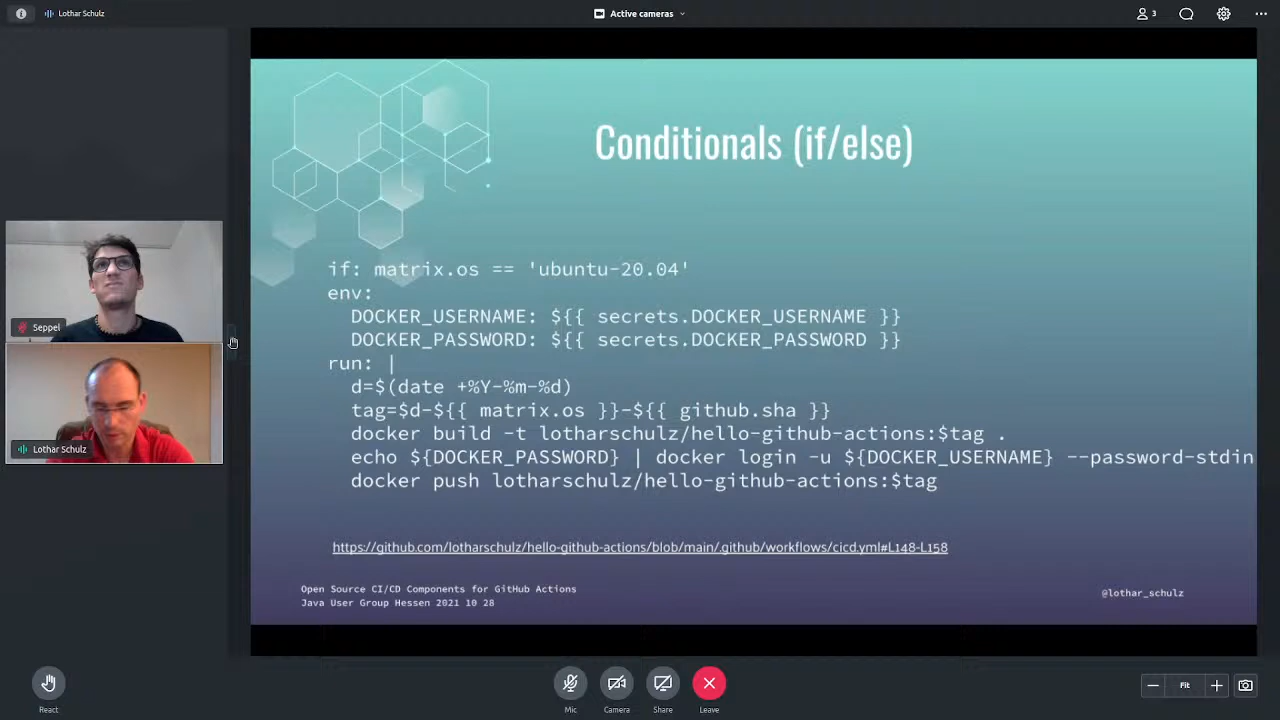 Lothar Schulz
Active cameras
3
Conditionals (if/else)
if: matrix.os == 'ubuntu-20.04'
env:
DOCKER_USERNAME: ${{ secrets.DOCKER_USERNAME }}
DOCKER_PASSWORD: ${{ secrets.DOCKER_PASSWORD }}
run: |
d=$(date +%Y-%m-%d)
tag=$d-${{ matrix.os }}-${{ github.sha }}
docker build -t lotharschulz/hello-github-actions:$tag .
echo ${DOCKER_PASSWORD} | docker login -u ${DOCKER_USERNAME} --password-stdin
docker push lotharschulz/hello-github-actions:$tag
https://github.com/lotharschulz/hello-github-actions/blob/main/.github/workflows/cicd.yml#L148-L158
Open Source CI/CD Components for GitHub Actions
Java User Group Hessen 2021 10 28
@lothar_schulz
Seppel
Lothar Schulz
React
Mic
Camera
Share
Leave
Fit